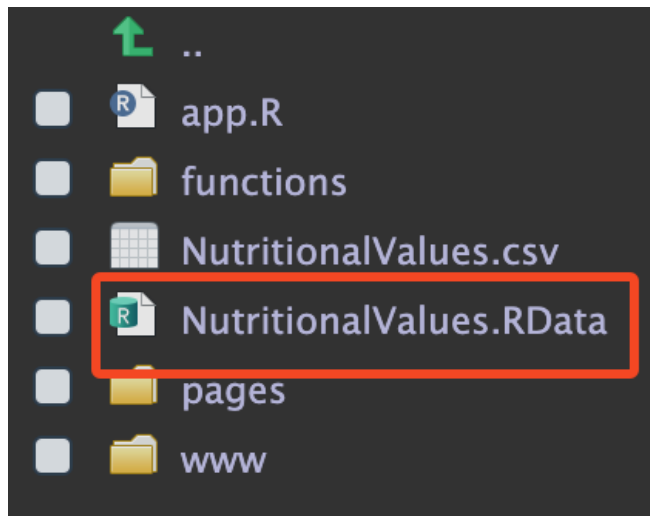 ..
R app.R
functions
NutritionalValues.csv
R NutritionalValues.RData
pages
www